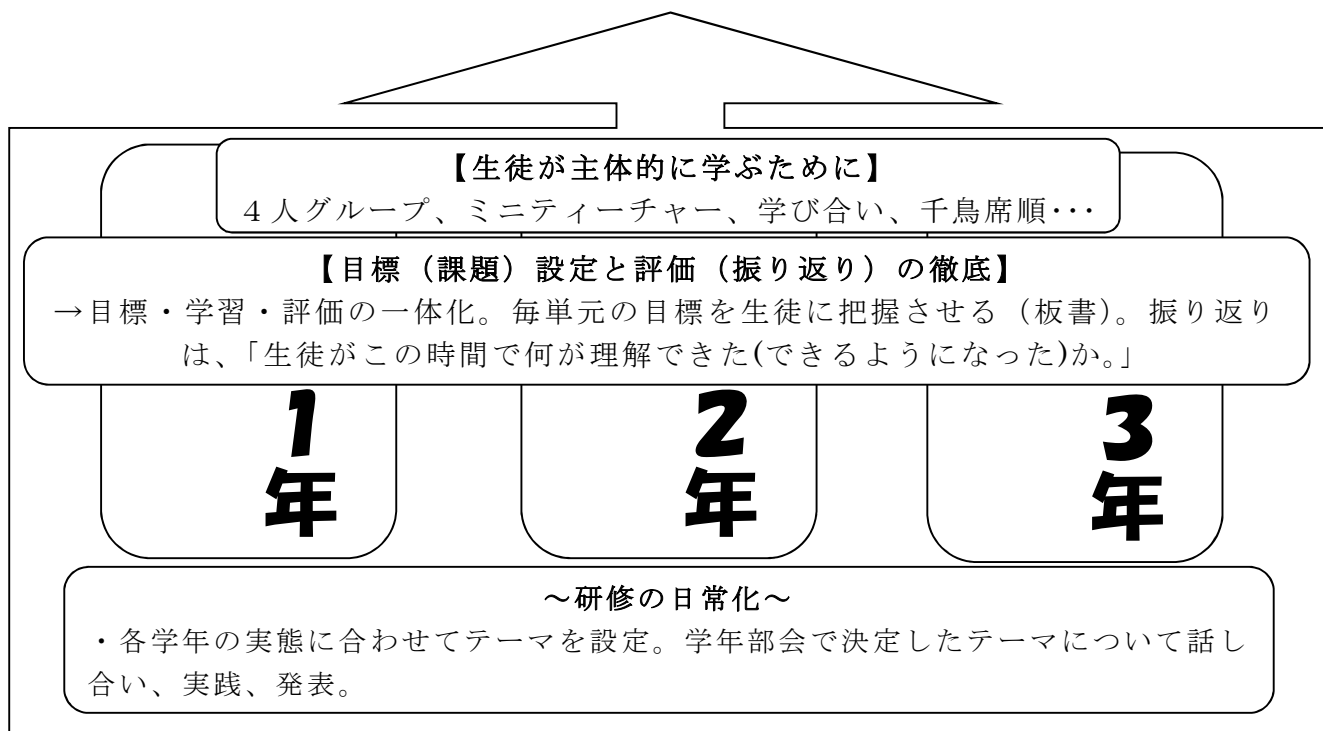 【生徒が主体的に学ぶために】
4人グループ、ミニティーチャー、学び合い、千鳥席順･･･
【目標（課題）設定と評価（振り返り）の徹底】
→目標・学習・評価の一体化。毎単元の目標を生徒に把握させる（板書）。振り返り
は、「生徒がこの時間で何が理解できた(できるようになった)か。」
1年
2年
3年
～研修の日常化～
・各学年の実態に合わせてテーマを設定。学年部会で決定したテーマについて話し
合い、実践、発表。